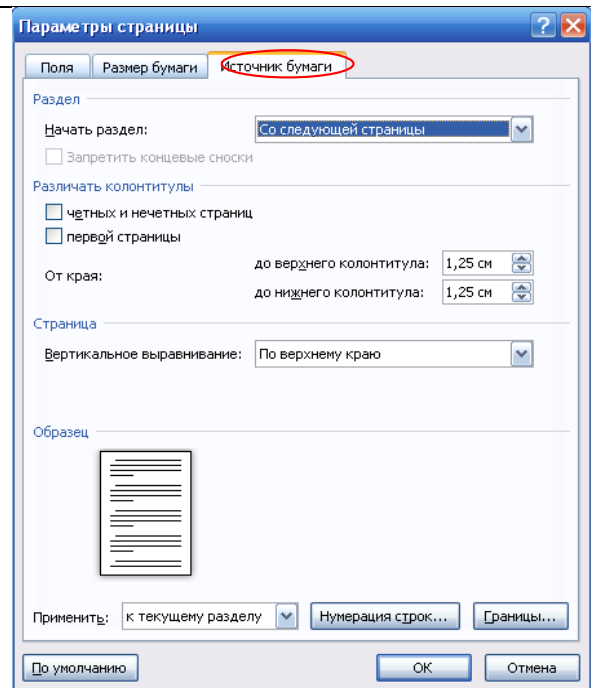 Параметры страницы
Поля Размер бумаги Источник бумаги
Раздел
Начать раздел: Со следующей страницы
Запретить концевые сноски
Различать колонтитулы
четных и нечетных страниц
первой страницы
От края:
до верхнего колонтитула: 1,25 см
до нижнего колонтитула: 1,25 см
Страница
Вертикальное выравнивание: По верхнему краю
Образец
Применить: к текущему разделу Нумерация строк... Границы...
По умолчанию ОК Отмена